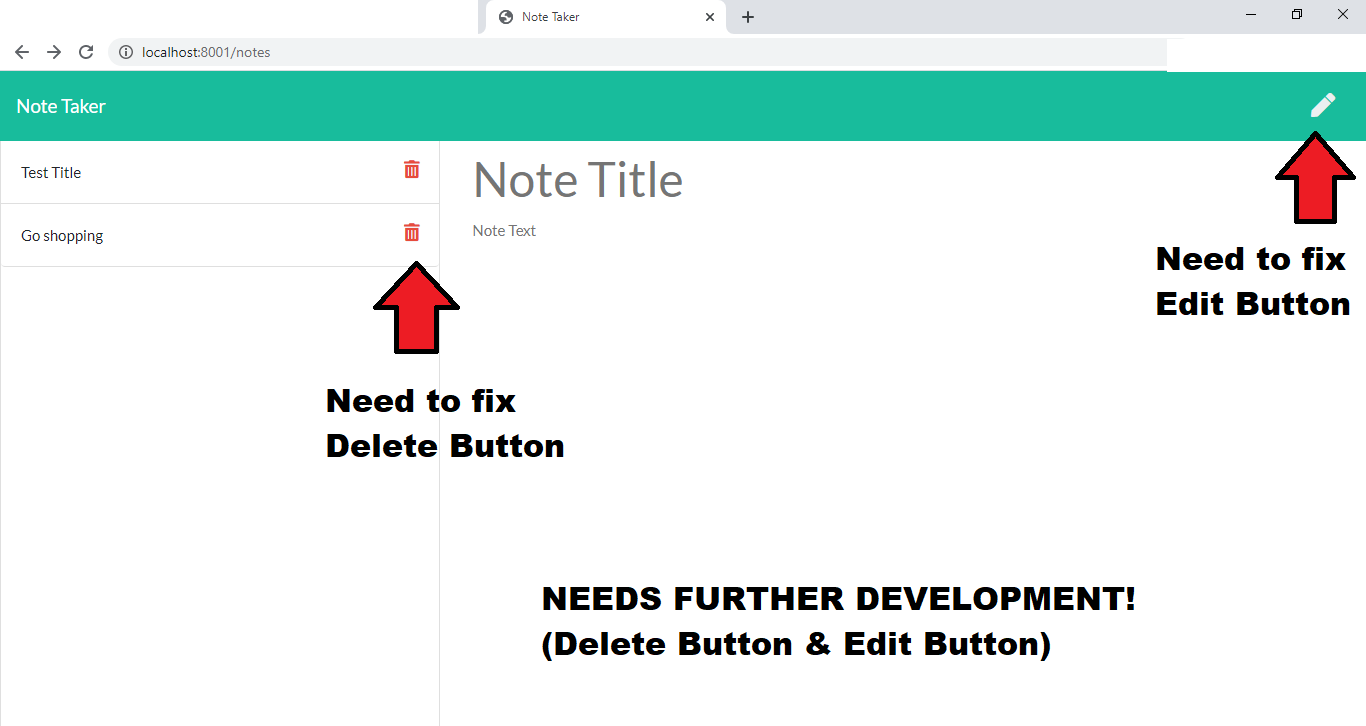 Note Taker
localhost:8001/notes
Note Taker
Test Title
Go shopping
Note Title
Note Text
Need to fix
Edit Button
Need to fix
Delete Button
NEEDS FURTHER DEVELOPMENT!
(Delete Button & Edit Button)